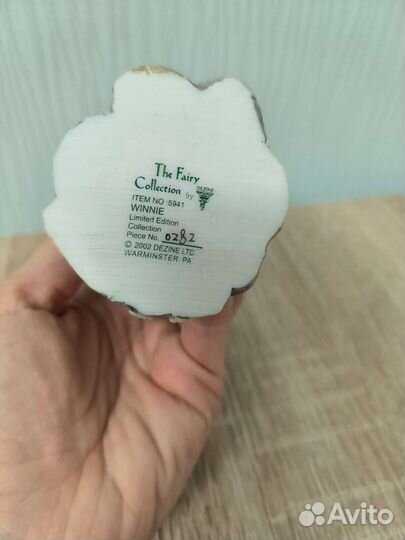 The Fairy
Collection by DEZINE
ITEM NO :5941
WINNIE
Limited Edition
Collection
Piece No. 0282
© 2002 DEZINE LTD
WARMINSTER, PA
Avito